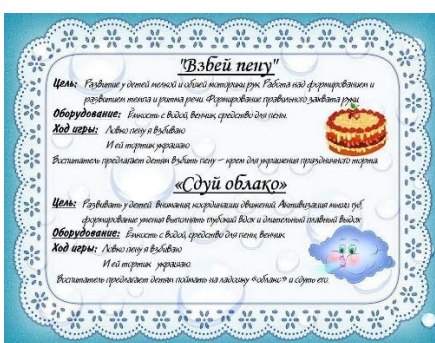 "Взбей пену"
Цель: Развитие у детей мелкой и общей моторики рук. Работа над формированием и
развитием темпа и ритма речи. Формирование правильного захвата руки.
Оборудование: Ёмкость с водой, венчик, средство для пены.
Ход игры: Ловко пену я взбиваю
И ей тортик украшаю.
Воспитатель предлагает детям взбить пену – крем для украшения праздничного торта.
«Сдуй облако»
Цель: Развивать у детей внимания, координации движений. Активизация мышц губ,
формирование умения выполнять глубокий вдох и длительный плавный выдох.
Оборудование: Ёмкость с водой, средство для пены, венчик.
Ход игры: Ловко пену я взбиваю
И ей тортик украшаю.
Воспитатель предлагает детям поймать на ладошку «облако» и сдуть его.